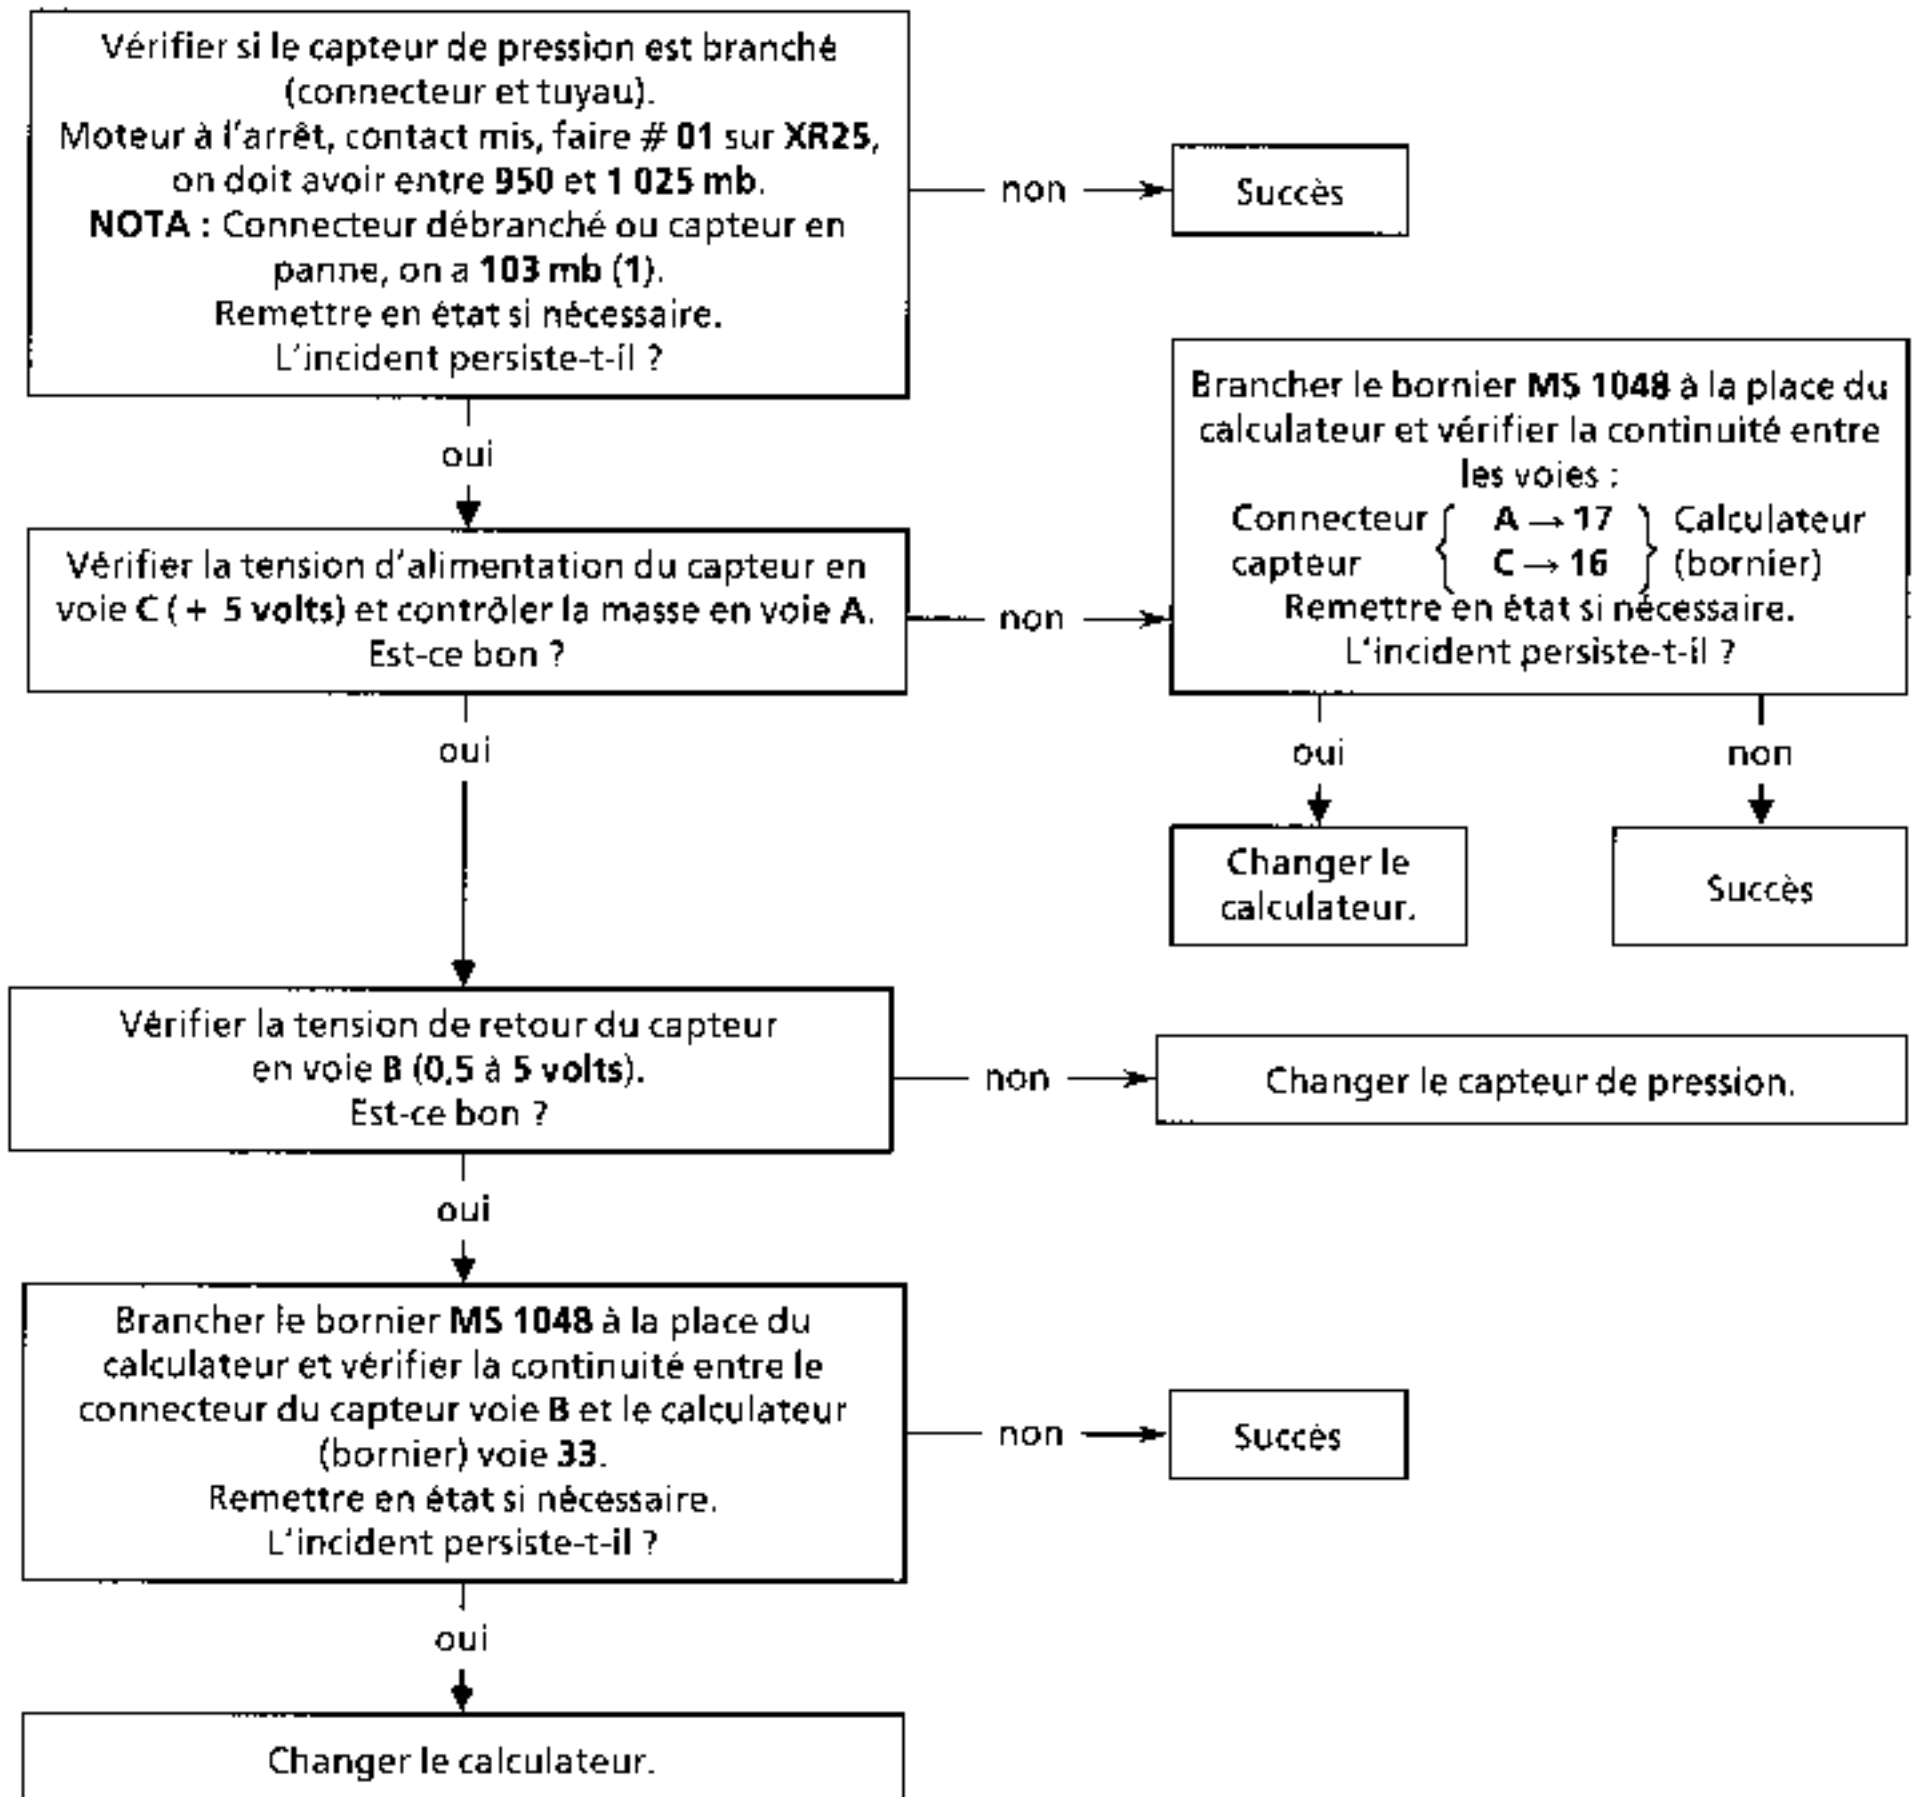 Vérifier si le capteur de pression est branché
(connecteur et tuyau).
Moteur à l'arrêt, contact mis, faire # 01 sur XR25,
on doit avoir entre 950 et 1 025 mb.
NOTA : Connecteur débranché ou capteur en
panne, on a 103 mb (1).
Remettre en état si nécessaire.
L'incident persiste-t-il ?
non
Succès
oui
Vérifier la tension d'alimentation du capteur en
voie C ( + 5 volts) et contrôler la masse en voie A.
Est-ce bon ?
non
Brancher le bornier MS 1048 à la place du
calculateur et vérifier la continuité entre
les voies :
Connecteur { A → 17 } Calculateur
capteur { C → 16 } (bornier)
Remettre en état si nécessaire.
L'incident persiste-t-il ?
oui
non
Changer le
calculateur.
Succès
oui
Vérifier la tension de retour du capteur
en voie B (0,5 à 5 volts).
Est-ce bon ?
non
Changer le capteur de pression.
oui
Brancher le bornier MS 1048 à la place du
calculateur et vérifier la continuité entre le
connecteur du capteur voie B et le calculateur
(bornier) voie 33.
Remettre en état si nécessaire.
L'incident persiste-t-il ?
non
Succès
oui
Changer le calculateur.